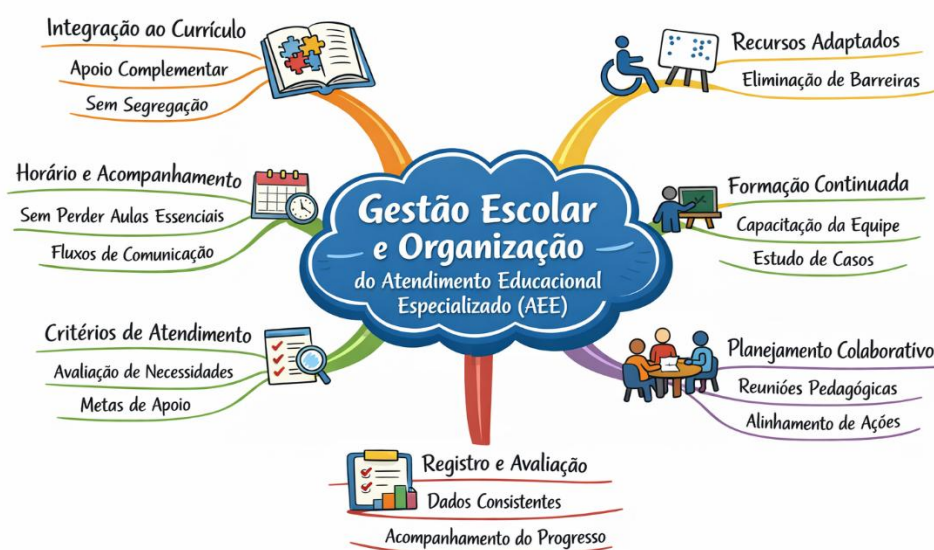 Gestão Escolar
e Organização
do Atendimento Educacional
Especializado (AEE)
Integração ao Currículo
Apoio Complementar
Sem Segregação
Horário e Acompanhamento
Sem Perder Aulas Essenciais
Fluxos de Comunicação
Critérios de Atendimento
Avaliação de Necessidades
Metas de Apoio
Registro e Avaliação
Dados Consistentes
Acompanhamento do Progresso
Recursos Adaptados
Eliminação de Barreiras
Formação Continuada
Capacitação da Equipe
Estudo de Casos
Planejamento Colaborativo
Reuniões Pedagógicas
Alinhamento de Ações